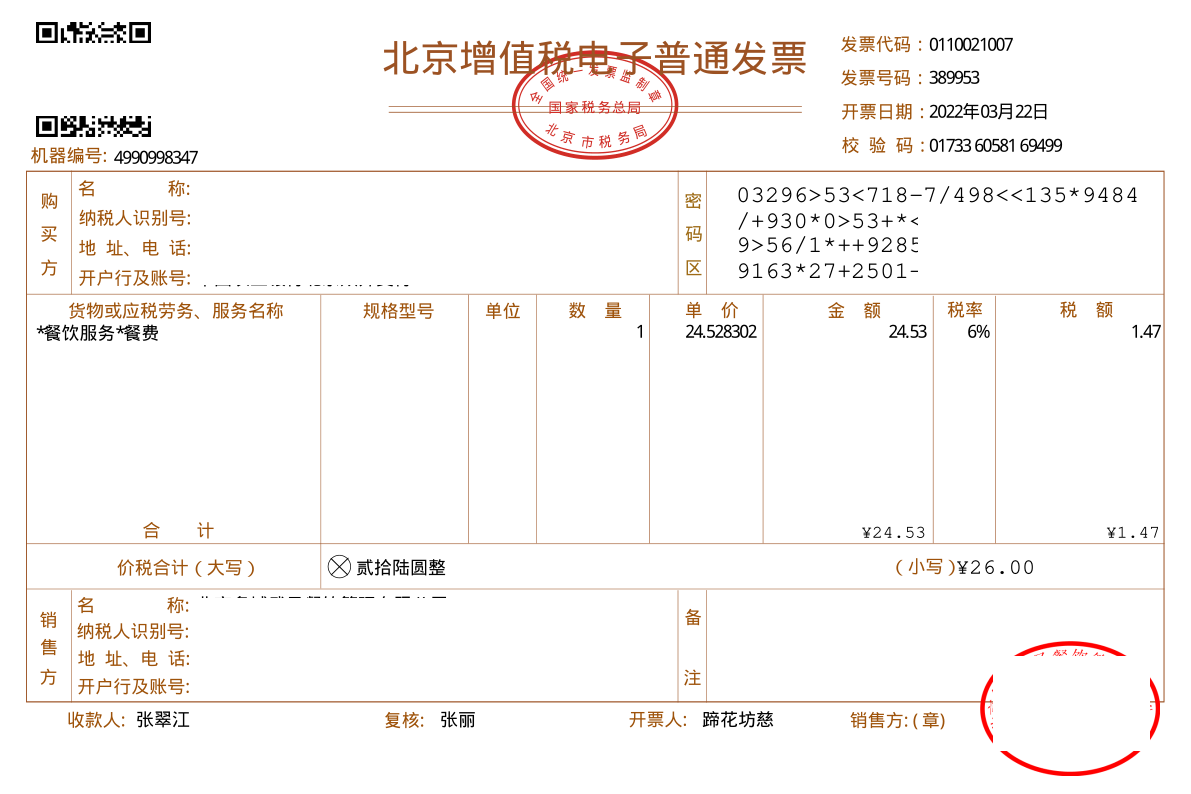 北京增值税电子普通发票
全国统一发票监制章
国家税务总局
北京市税务局
发票代码：0110021007
发票号码：389953
开票日期：2022年03月22日
校 验 码：01733 60581 69499
机器编号: 4990998347
购买方
名 称:
纳税人识别号:
地 址、电 话:
开户行及账号:
密码区
03296>53<718-7/498<<135*9484
/+930*0>53+*<
9>56/1*++9285
9163*27+2501-
货物或应税劳务、服务名称 规格型号 单位 数 量 单 价 金 额 税率 税 额
*餐饮服务*餐费 1 24.528302 24.53 6% 1.47
合 计 ¥24.53 ¥1.47
价税合计（大写） 贰拾陆圆整 （小写）¥26.00
销售方
名 称:
纳税人识别号:
地 址、电 话:
开户行及账号:
备注
收款人: 张翠江 复核: 张丽 开票人: 蹄花坊慈 销售方:(章)